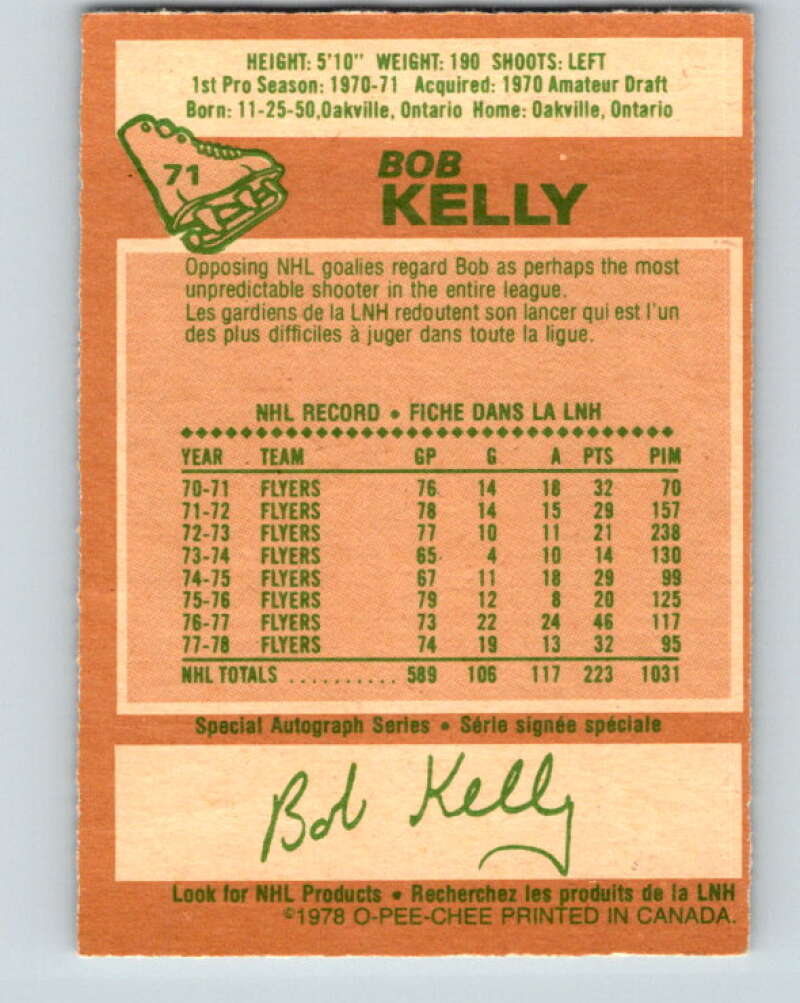 HEIGHT: 5'10" WEIGHT: 190 SHOOTS: LEFT
1st Pro Season: 1970-71 Acquired: 1970 Amateur Draft
Born: 11-25-50,Oakville, Ontario Home: Oakville, Ontario
71
BOB
KELLY
Opposing NHL goalies regard Bob as perhaps the most
unpredictable shooter in the entire league.
Les gardiens de la LNH redoutent son lancer qui est l'un
des plus difficiles à juger dans toute la ligue.
NHL RECORD • FICHE DANS LA LNH
YEAR TEAM GP G A PTS PIM
70-71 FLYERS 76 14 18 32 70
71-72 FLYERS 78 14 15 29 157
72-73 FLYERS 77 10 11 21 238
73-74 FLYERS 65 4 10 14 130
74-75 FLYERS 67 11 18 29 99
75-76 FLYERS 79 12 8 20 125
76-77 FLYERS 73 22 24 46 117
77-78 FLYERS 74 19 13 32 95
NHL TOTALS .......... 589 106 117 223 1031
Special Autograph Series • Série signée spéciale
Bob Kelly
Look for NHL Products • Recherchez les produits de la LNH
©1978 O-PEE-CHEE PRINTED IN CANADA.